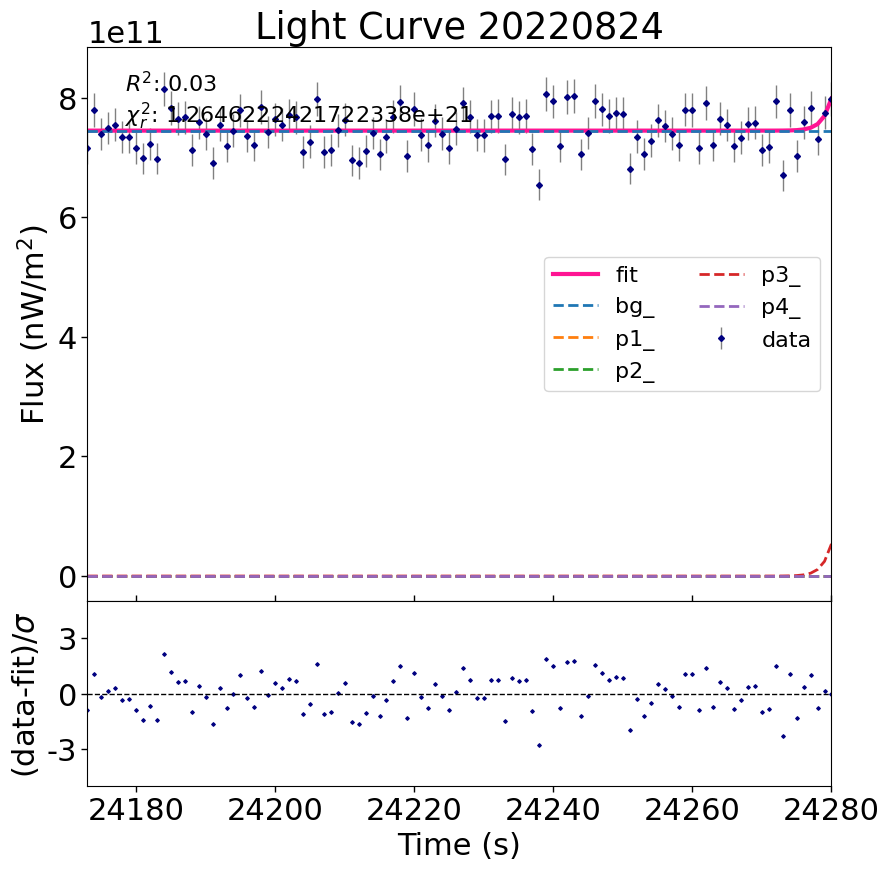 Light Curve 20220824
1e11
R²: 0.03
χ²ᵣ: 1.2646222421722338e+21
8
6
4
2
0
Flux (nW/m²)
fit
bg_
p1_
p2_
p3_
p4_
data
3
0
-3
(data-fit)/σ
24180 24200 24220 24240 24260 24280
Time (s)